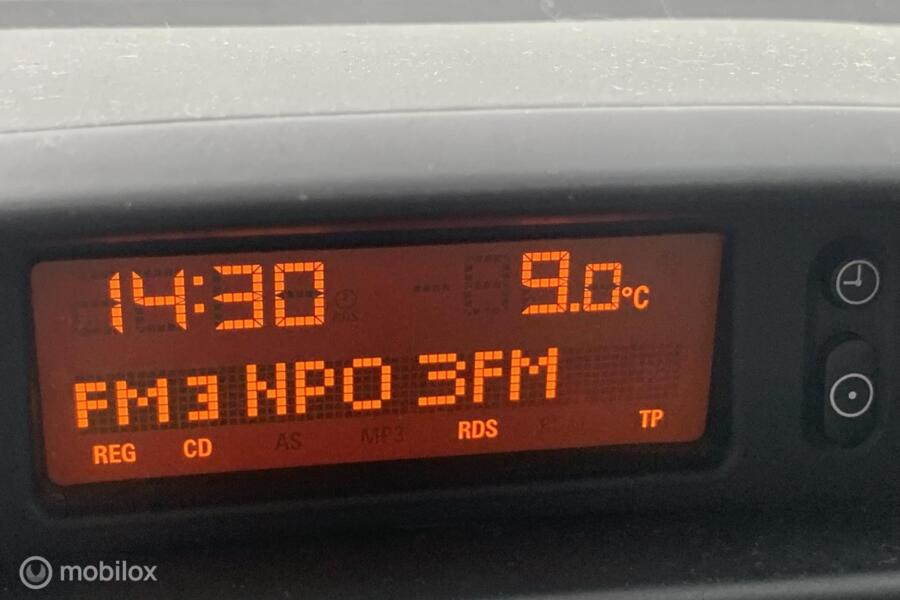 14:30 9.0°C
FM3 NPO 3FM
REG CD AS MP3 RDS TP
mobilox